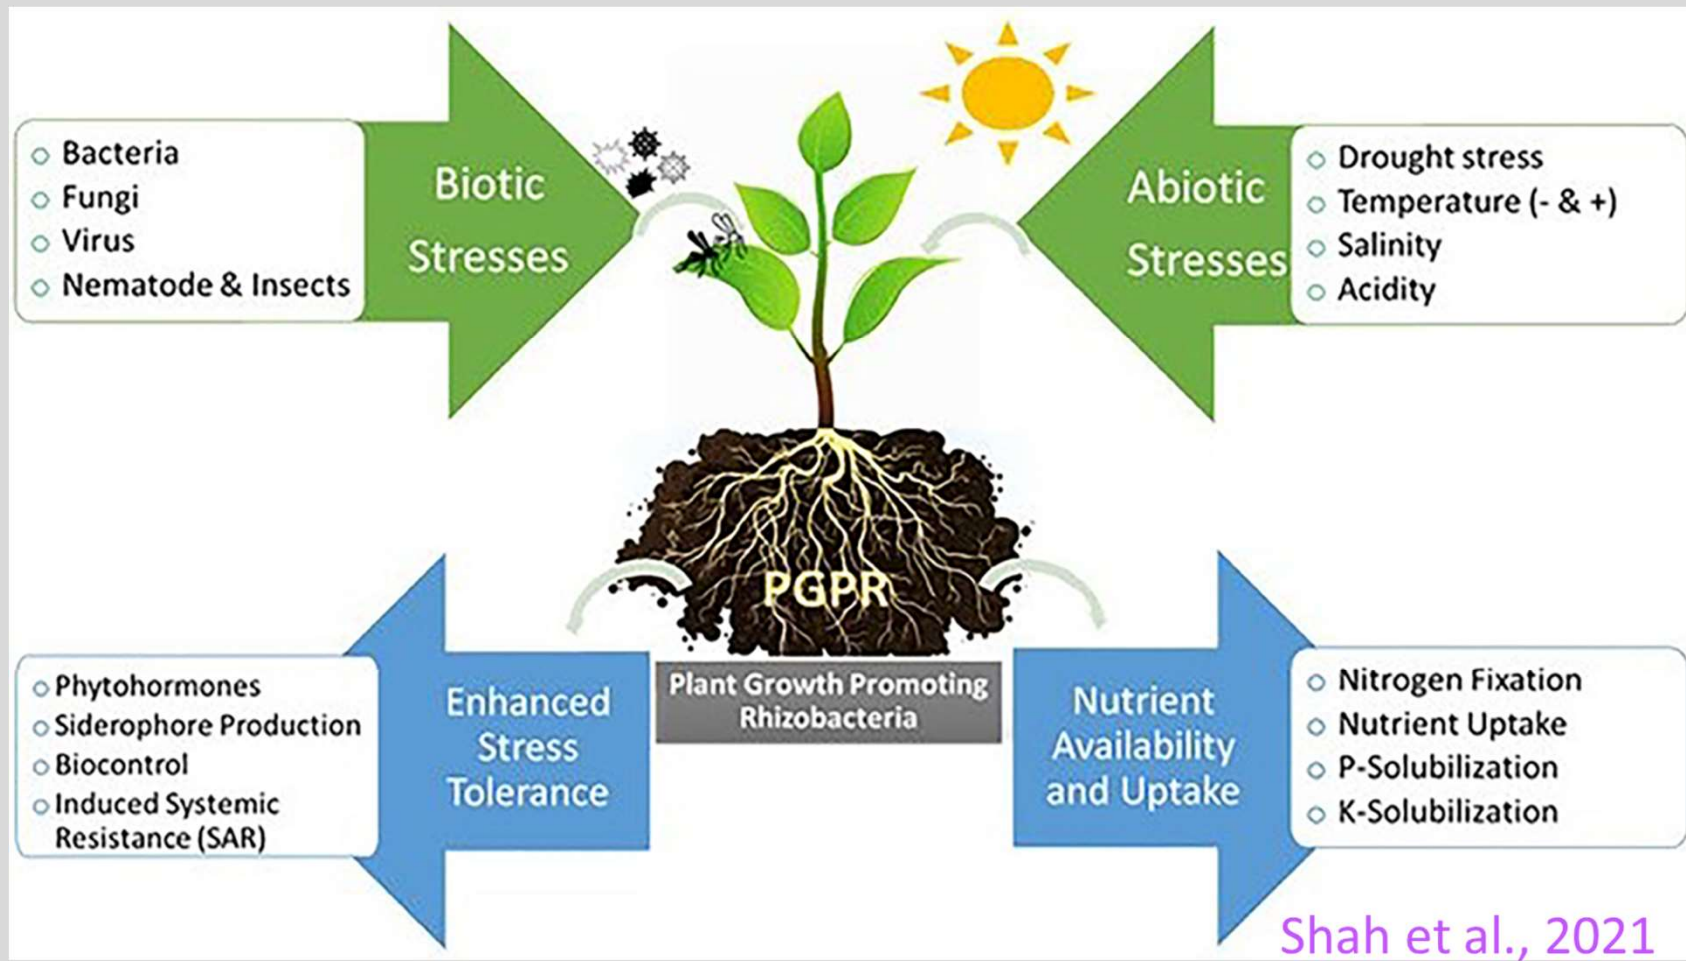 Bacteria
Fungi
Virus
Nematode & Insects
Biotic
Stresses
Abiotic
Stresses
Drought stress
Temperature (- & +)
Salinity
Acidity
PGPR
Plant Growth Promoting
Rhizobacteria
Phytohormones
Siderophore Production
Biocontrol
Induced Systemic
Resistance (SAR)
Enhanced
Stress
Tolerance
Nutrient
Availability
and Uptake
Nitrogen Fixation
Nutrient Uptake
P-Solubilization
K-Solubilization
Shah et al., 2021